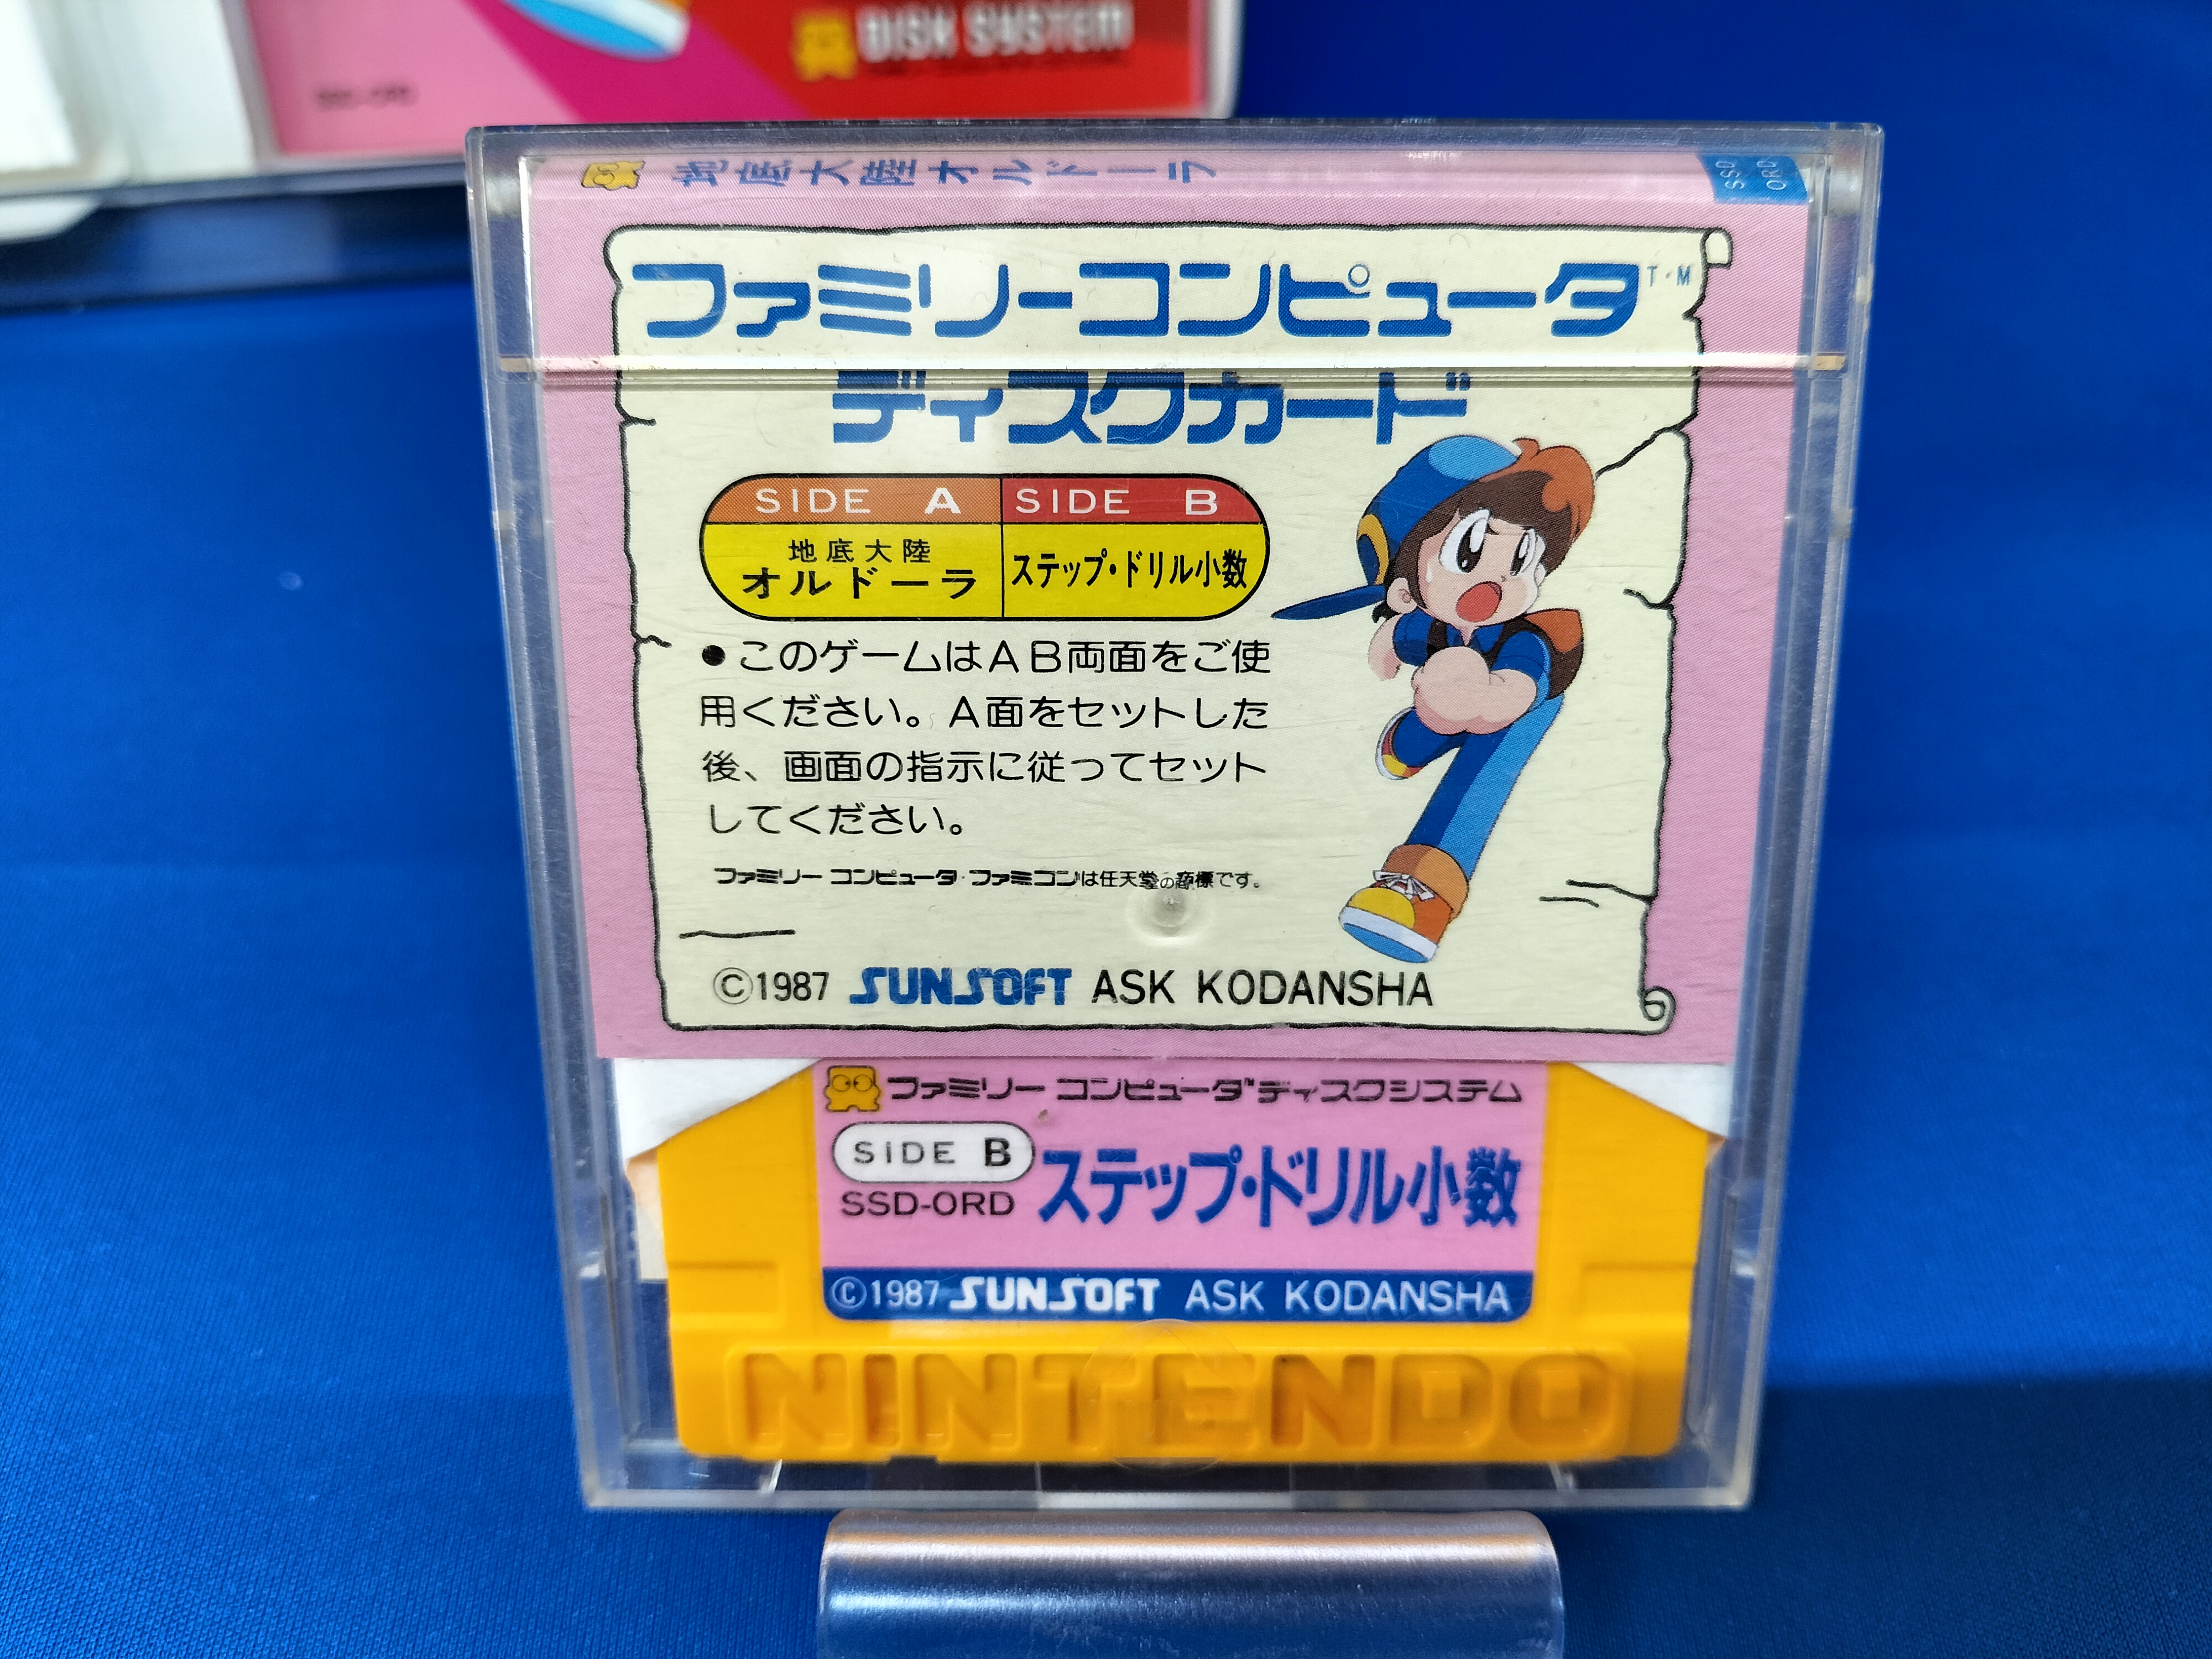 DISK SYSTEM
地底大陸オルドーラ
SSD
ORD
ファミリーコンピュータ
T・M
ディスクカード
SIDE A
SIDE B
地底大陸
オルドーラ
ステップ・ドリル小数
●このゲームはＡＢ両面をご使
用ください。Ａ面をセットした
後、画面の指示に従ってセット
してください。
ファミリー コンピュータ・ファミコンは任天堂の商標です。
©1987 SUNSOFT ASK KODANSHA
ファミリー コンピュータ™ディスクシステム
SIDE B
SSD-ORD
ステップ・ドリル小数
©1987 SUNSOFT ASK KODANSHA
NINTENDO